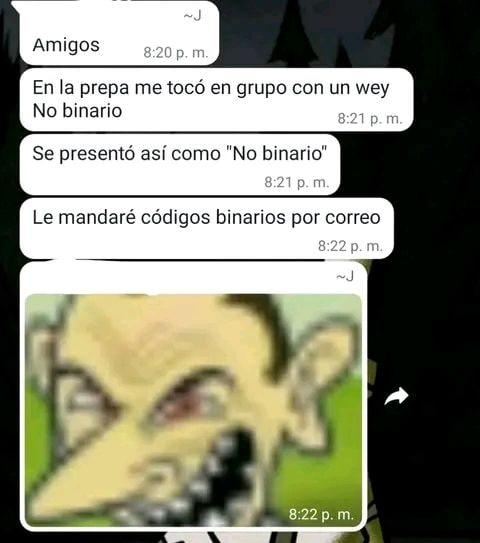 ~J
Amigos
8:20 p. m.
En la prepa me tocó en grupo con un wey
No binario
8:21 p. m.
Se presentó así como "No binario"
8:21 p. m.
Le mandaré códigos binarios por correo
8:22 p. m.
~J
8:22 p. m.